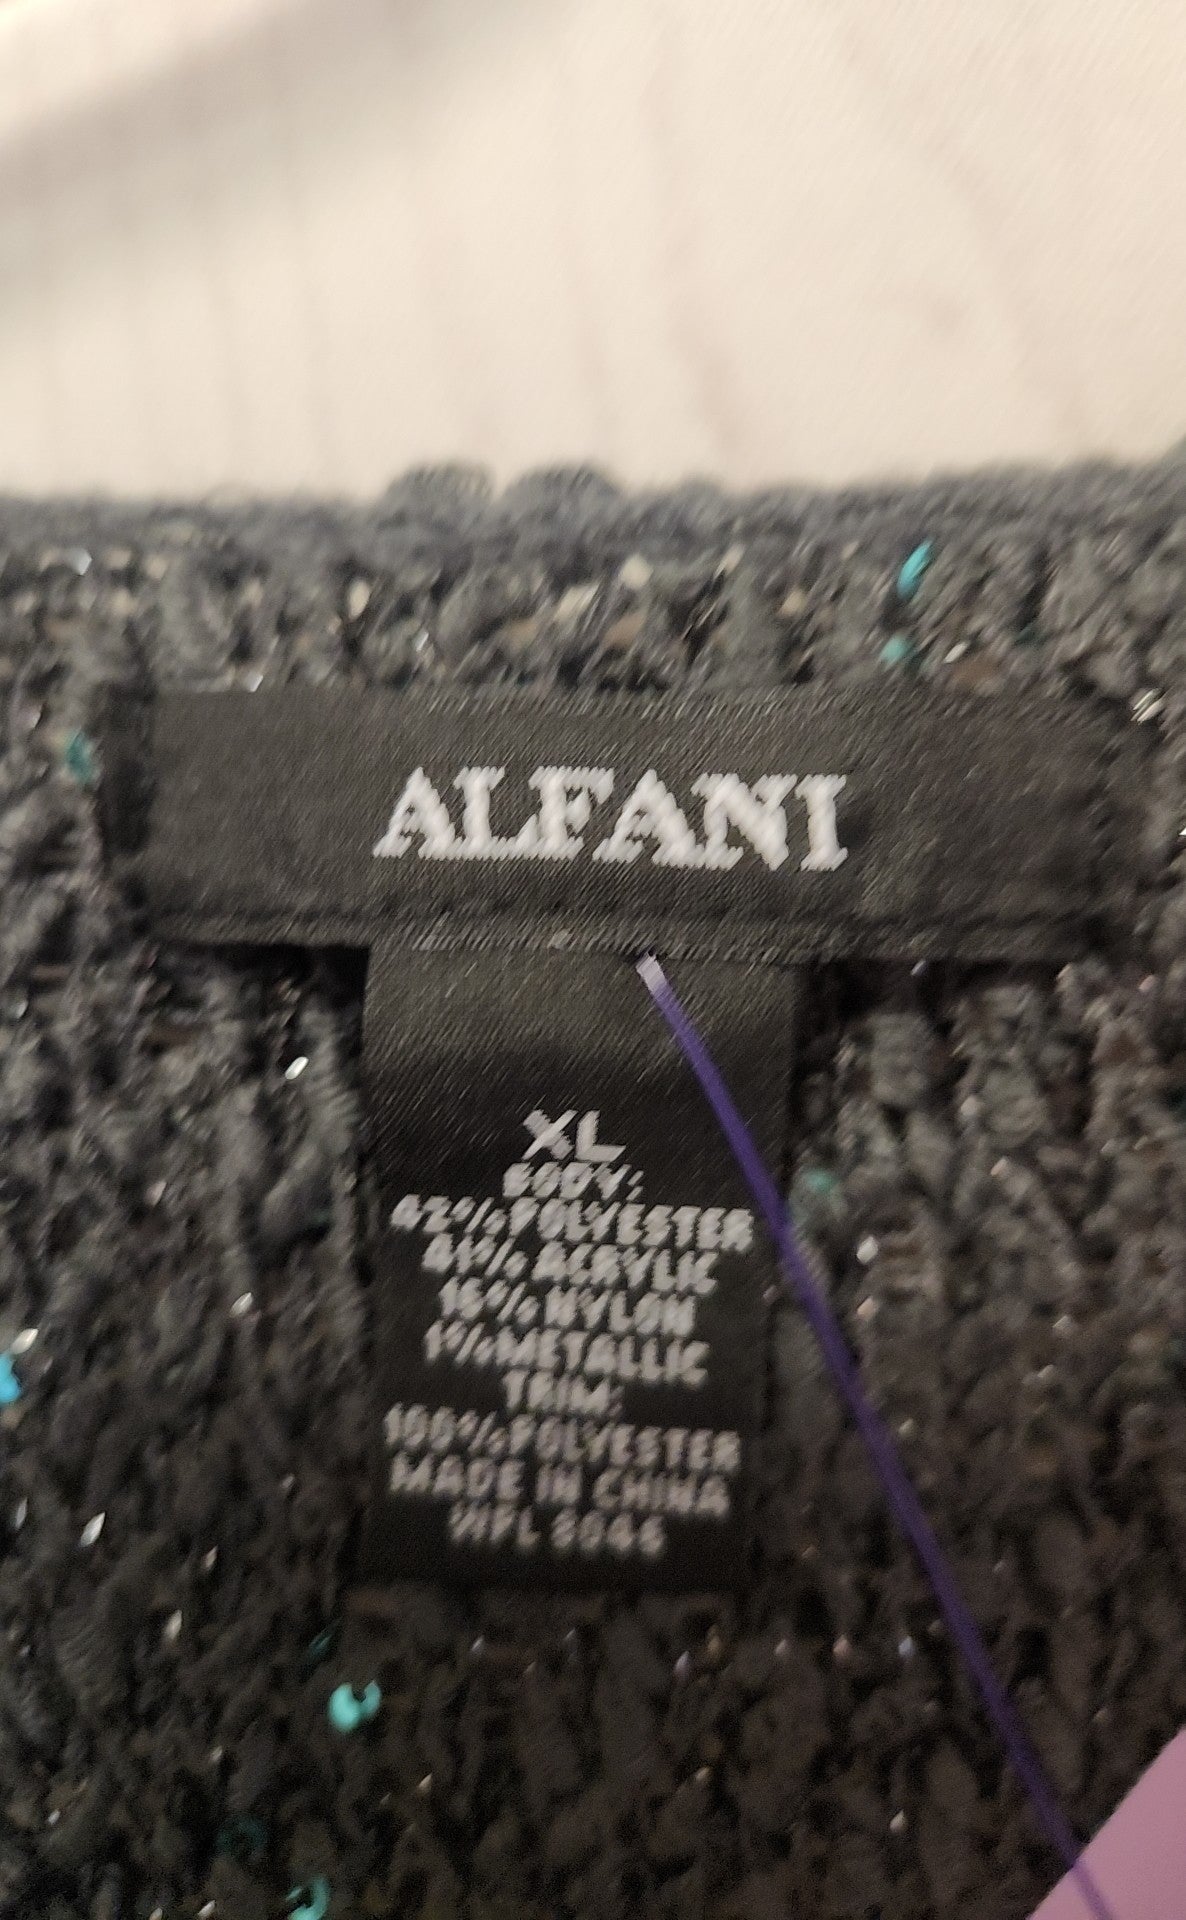 ALFANI
XL
BODY:
42% POLYESTER
41% ACRYLIC
16% NYLON
1% METALLIC
TRIM:
100% POLYESTER
MADE IN CHINA